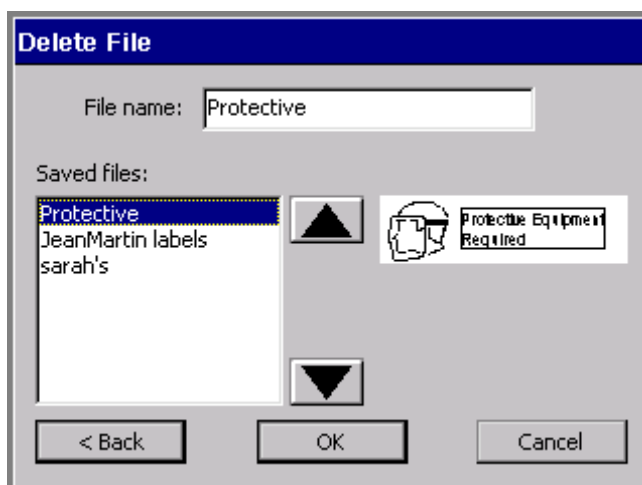 Delete File
File name: Protective
Saved files:
Protective
JeanMartin labels
sarah's
Protective Equipment
Required
< Back OK Cancel